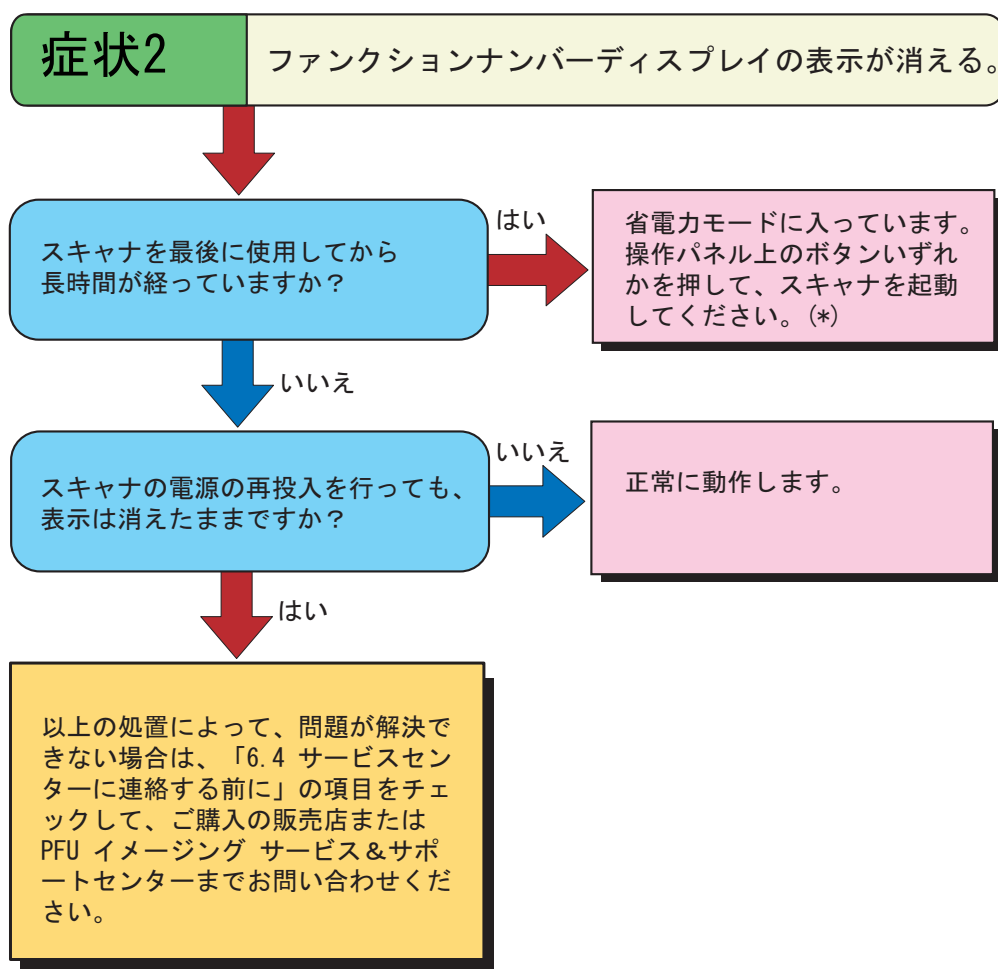 症状2
ファンクションナンバーディスプレイの表示が消える。
スキャナを最後に使用してから
長時間が経っていますか？
はい
省電力モードに入っています。
操作パネル上のボタンいずれ
かを押して、スキャナを起動
してください。(*)
いいえ
スキャナの電源の再投入を行っても、
表示は消えたままですか？
いいえ
正常に動作します。
はい
以上の処置によって、問題が解決で
きない場合は、「6.4 サービスセン
ターに連絡する前に」の項目をチェ
ックして、ご購入の販売店または
PFU イメージング サービス＆サポ
ートセンターまでお問い合わせくだ
さい。